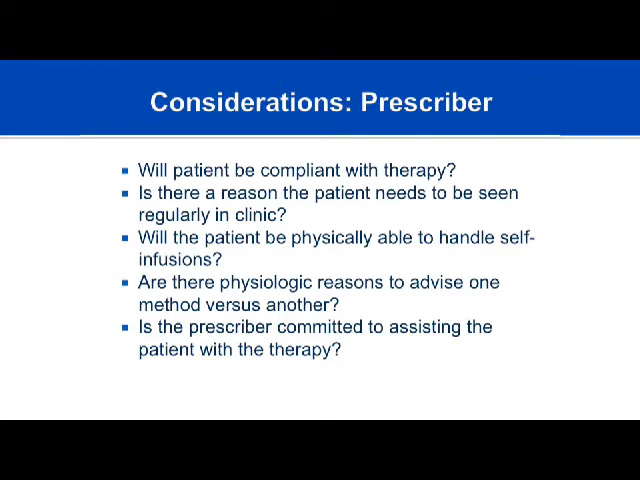 Considerations: Prescriber
▪ Will patient be compliant with therapy?
▪ Is there a reason the patient needs to be seen
regularly in clinic?
▪ Will the patient be physically able to handle self-
infusions?
▪ Are there physiologic reasons to advise one
method versus another?
▪ Is the prescriber committed to assisting the
patient with the therapy?